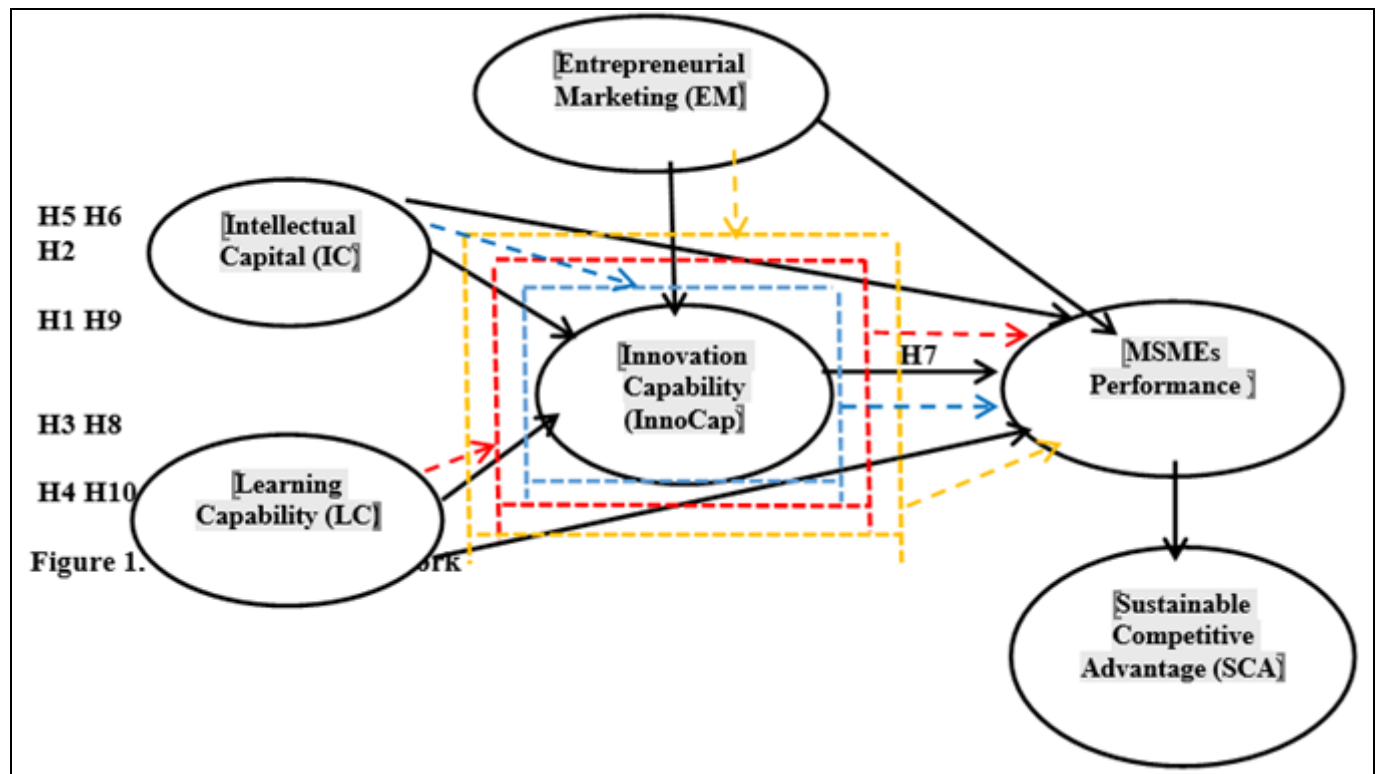 [Entrepreneurial
Marketing (EM)]
H5 H6
H2
[Intellectual
Capital (IC)]
H1 H9
[Innovation
Capability
(InnoCap)]
H7
[MSMEs
Performance ]
H3 H8
H4 H10
[Learning
Capability (LC)]
Figure 1.
[Sustainable
Competitive
Advantage (SCA)]